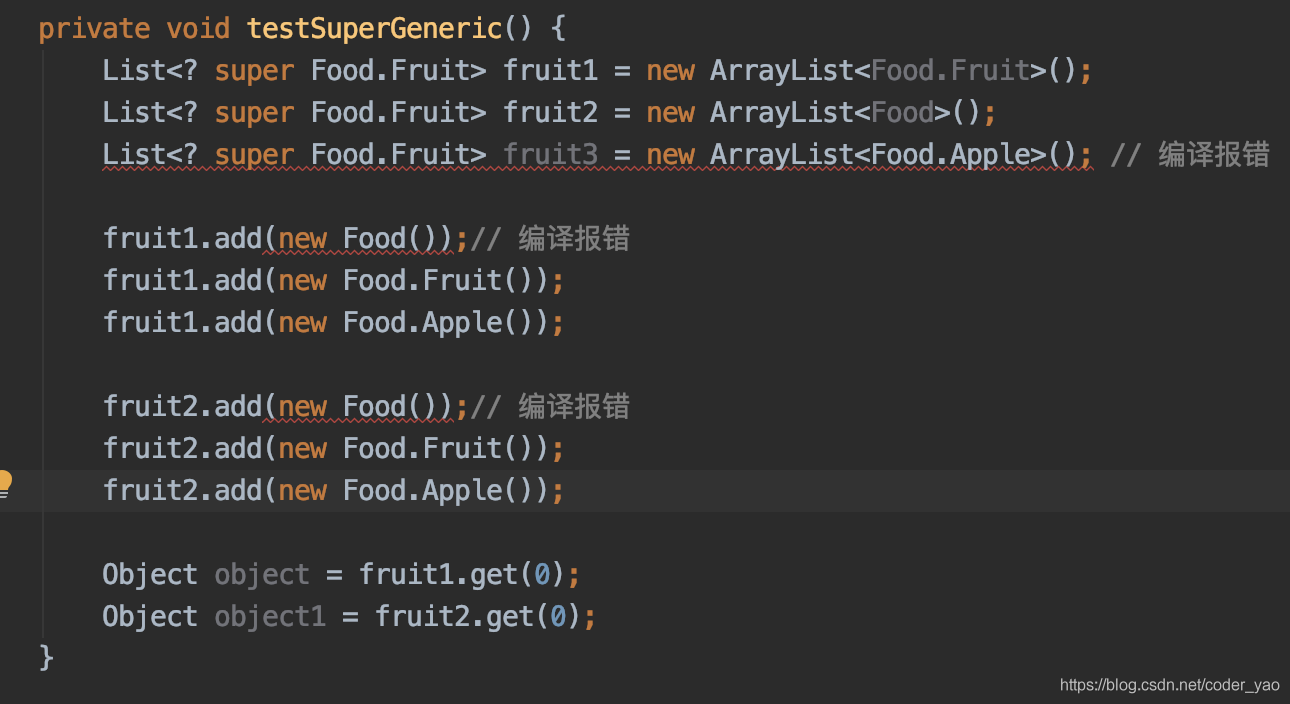 private void testSuperGeneric() {
List<? super Food.Fruit> fruit1 = new ArrayList<Food.Fruit>();
List<? super Food.Fruit> fruit2 = new ArrayList<Food>();
List<? super Food.Fruit> fruit3 = new ArrayList<Food.Apple>(); // 编译报错
fruit1.add(new Food());// 编译报错
fruit1.add(new Food.Fruit());
fruit1.add(new Food.Apple());
fruit2.add(new Food());// 编译报错
fruit2.add(new Food.Fruit());
fruit2.add(new Food.Apple());
Object object = fruit1.get(0);
Object object1 = fruit2.get(0);
}
https://blog.csdn.net/coder_yao